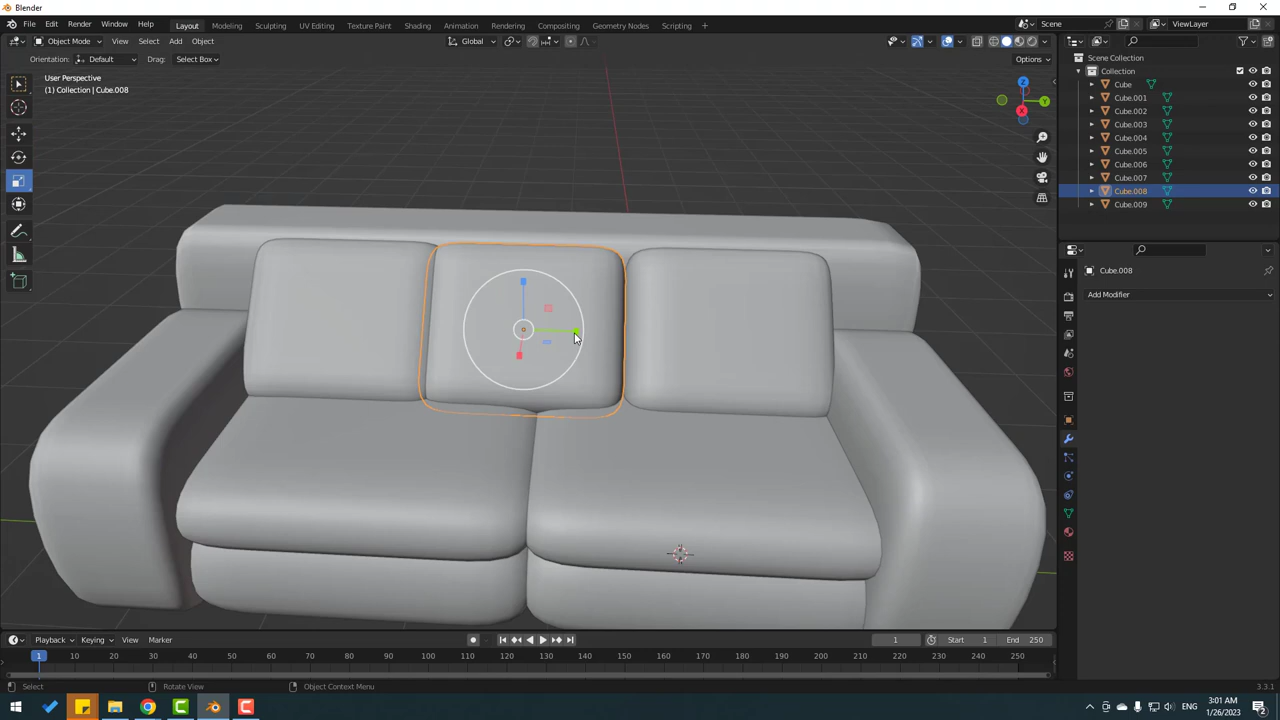 Blender
File Edit Render Window Help Layout Modeling Sculpting UV Editing Texture Paint Shading Animation Rendering Compositing Geometry Nodes Scripting + Scene ViewLayer
Object Mode View Select Add Object Global
Orientation: Default Drag: Select Box Options
User Perspective
(1) Collection | Cube.008
Z
Y
X
Scene Collection
Collection
Cube
Cube.001
Cube.002
Cube.003
Cube.004
Cube.005
Cube.006
Cube.007
Cube.008
Cube.009
Cube.008
Add Modifier
Playback Keying View Marker 1 Start 1 End 250
1 10 20 30 40 50 60 70 80 90 100 110 120 130 140 150 160 170 180 190 200 210 220 230 240 250
Select Rotate View Object Context Menu 3.3.1
ENG 3:01 AM
1/26/2023 2